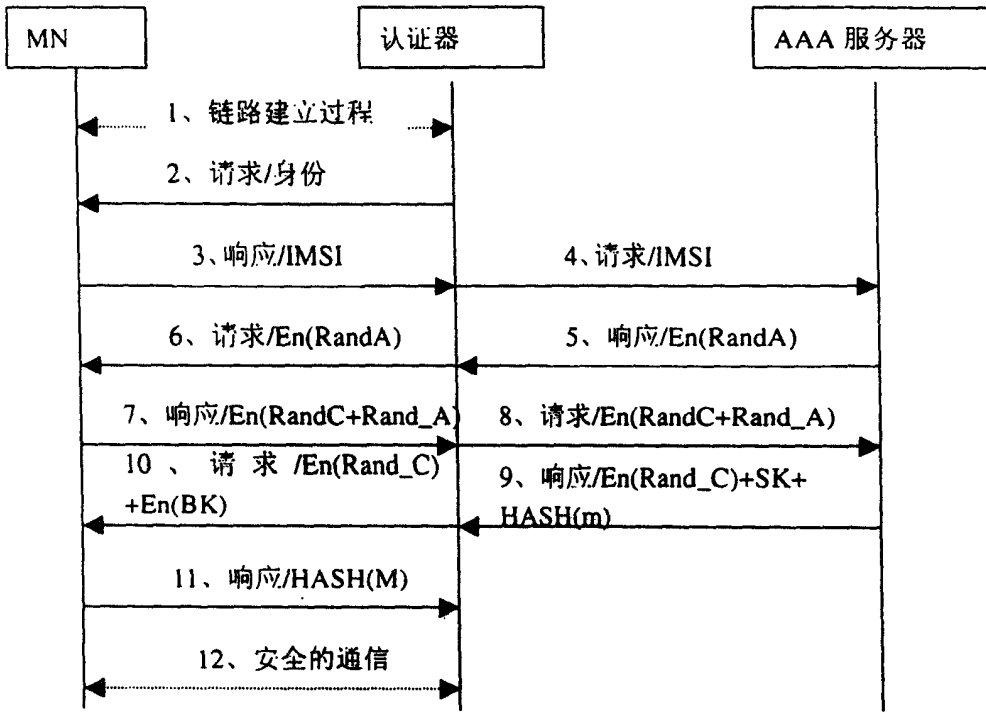 MN
认证器
AAA 服务器
1、链路建立过程
2、请求/身份
3、响应/IMSI
4、请求/IMSI
6、请求/En(RandA)
5、响应/En(RandA)
7、响应/En(RandC+Rand_A)
8、请求/En(RandC+Rand_A)
10、请求/En(Rand_C)
+En(BK)
9、响应/En(Rand_C)+SK+
HASH(m)
11、响应/HASH(M)
12、安全的通信